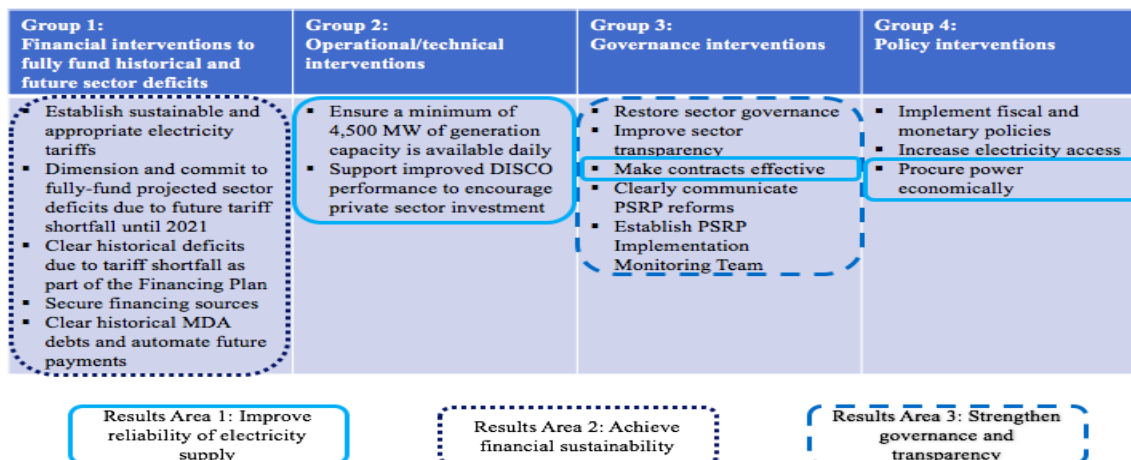 Group 1:
Financial interventions to
fully fund historical and
future sector deficits
Group 2:
Operational/technical
interventions
Group 3:
Governance interventions
Group 4:
Policy interventions
▪ Establish sustainable and
appropriate electricity
tariffs
▪ Dimension and commit to
fully-fund projected sector
deficits due to future tariff
shortfall until 2021
▪ Clear historical deficits
due to tariff shortfall as
part of the Financing Plan
▪ Secure financing sources
▪ Clear historical MDA
debts and automate future
payments
▪ Ensure a minimum of
4,500 MW of generation
capacity is available daily
▪ Support improved DISCO
performance to encourage
private sector investment
▪ Restore sector governance
▪ Improve sector
transparency
▪ Make contracts effective
▪ Clearly communicate
PSRP reforms
▪ Establish PSRP
Implementation
Monitoring Team
▪ Implement fiscal and
monetary policies
▪ Increase electricity access
▪ Procure power
economically
Results Area 1: Improve
reliability of electricity
supply
Results Area 2: Achieve
financial sustainability
Results Area 3: Strengthen
governance and
transparency